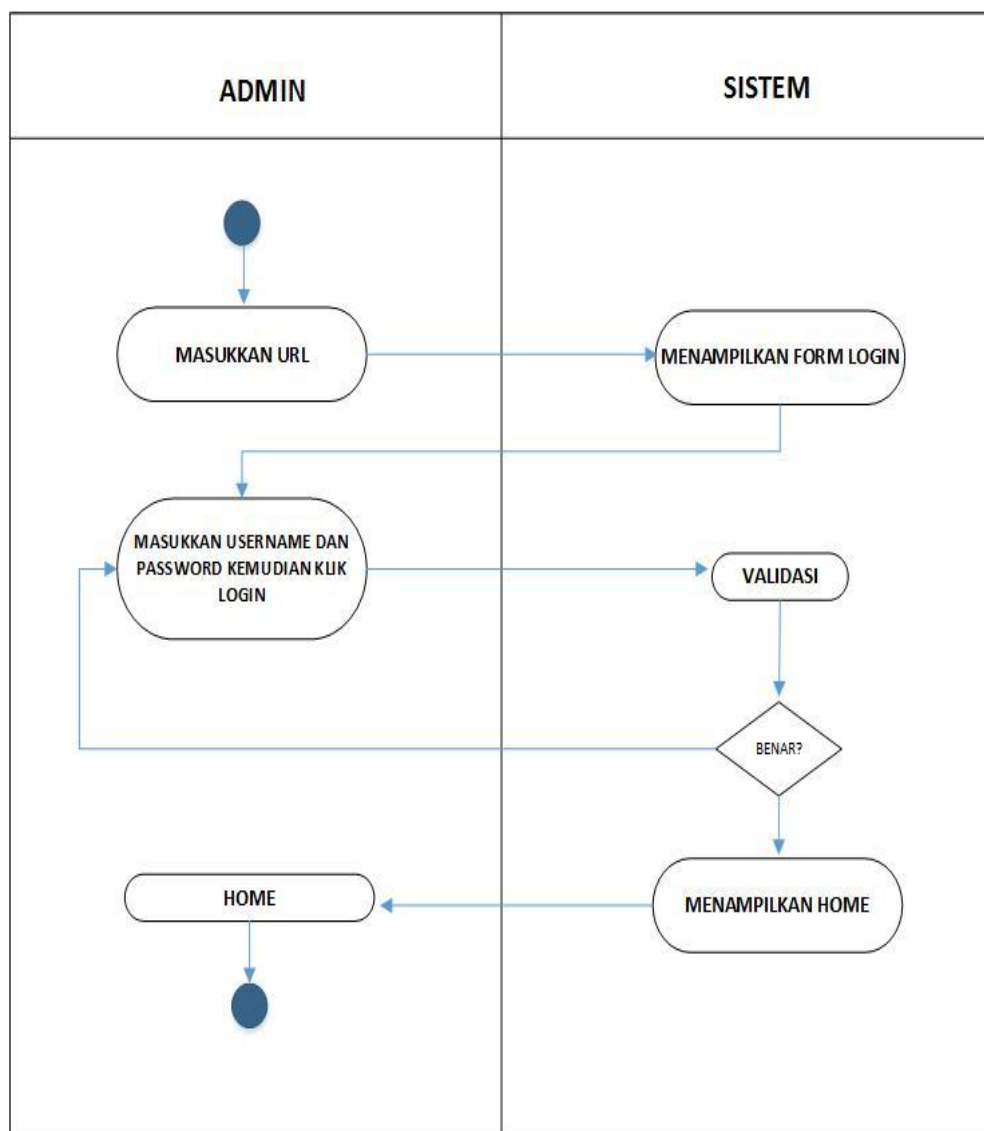 ADMIN
SISTEM
MASUKKAN URL
MENAMPILKAN FORM LOGIN
MASUKKAN USERNAME DAN
PASSWORD KEMUDIAN KLIK
LOGIN
VALIDASI
BENAR?
HOME
MENAMPILKAN HOME